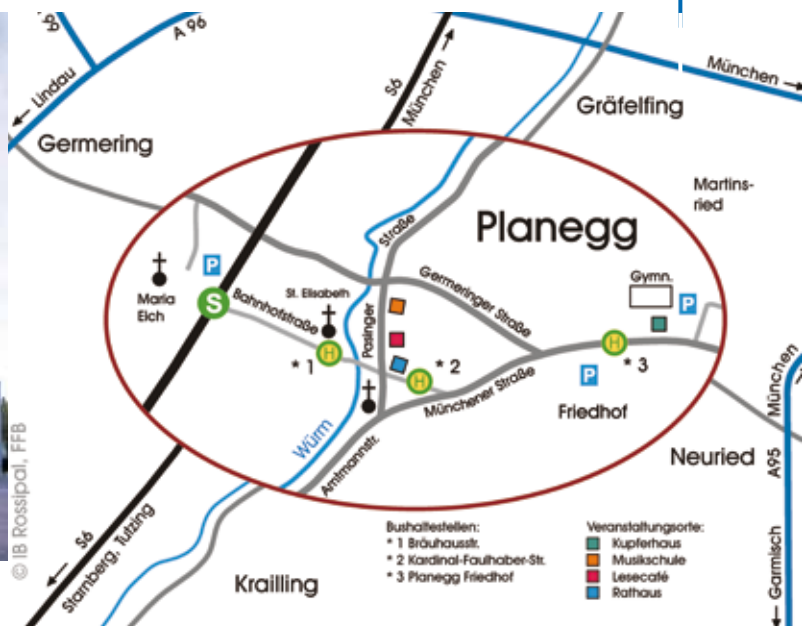 A 96
Lindau
Germering
S6
München
München
Gräfelfing
Martins-
ried
Planegg
Straße
Pasinger
Germeringer Straße
Gymn.
P
P
Maria
Eich
S
Bahnhofstraße
St. Elisabeth
H
* 1
H
* 2
H
* 3
P
Münchener Straße
Friedhof
Würm
Amtmannstr.
Neuried
München
A95
Garmisch
S6
Starnberg, Tutzing
Krailling
Bushaltestellen:
* 1 Bräuhausstr.
* 2 Kardinal-Faulhaber-Str.
* 3 Planegg Friedhof
Veranstaltungsorte:
Kupferhaus
Musikschule
Lesecafé
Rathaus
© IB Rossipal, FFB